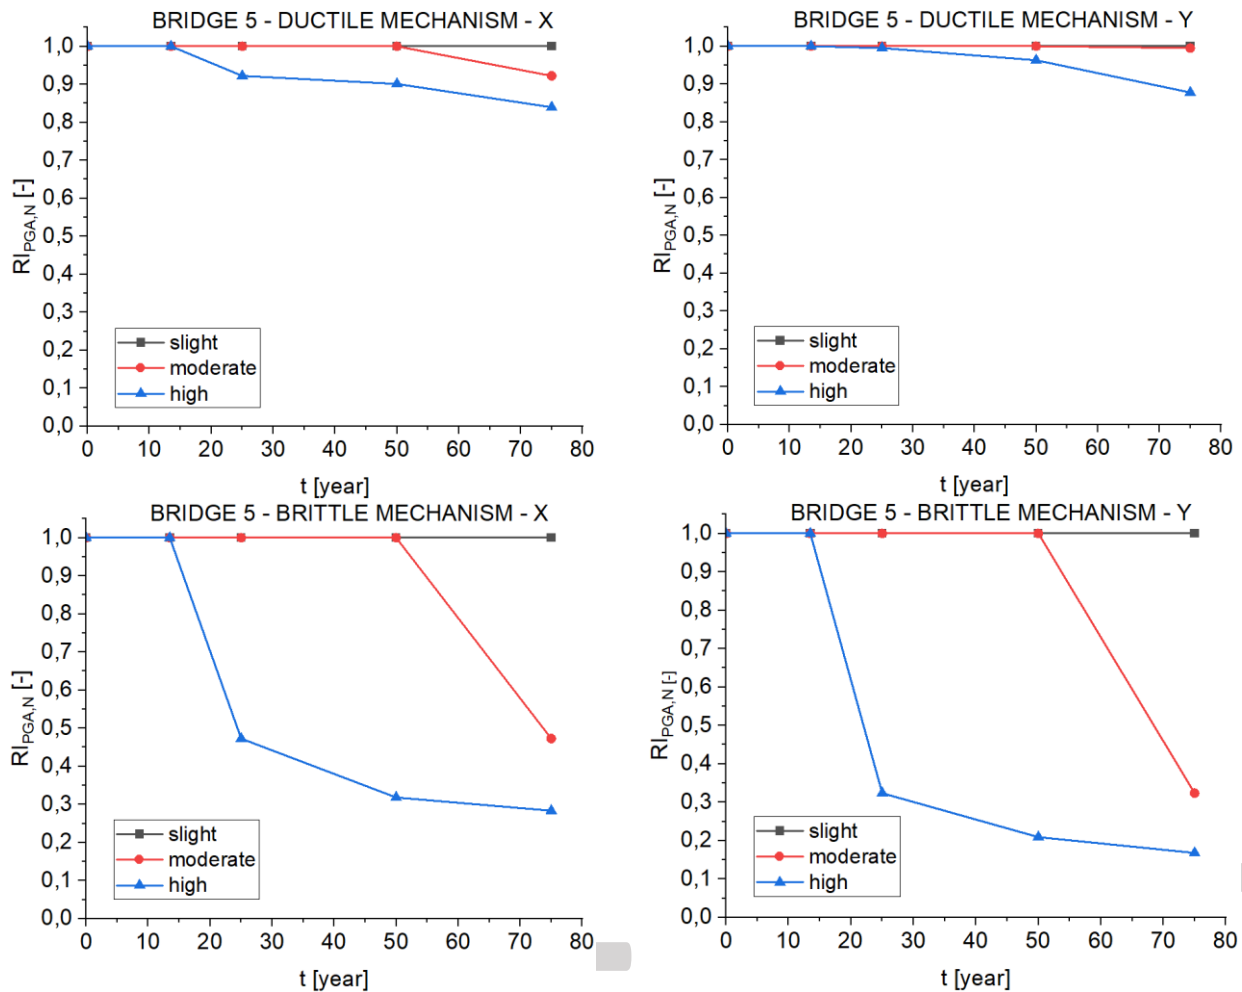 BRIDGE 5 - DUCTILE MECHANISM - X
1,0
0,9
0,8
0,7
0,6
0,5
0,4
0,3
0,2
0,1
0,0
RI_PGA,N [-]
slight
moderate
high
0 10 20 30 40 50 60 70 80
t [year]
BRIDGE 5 - DUCTILE MECHANISM - Y
1,0
0,9
0,8
0,7
0,6
0,5
0,4
0,3
0,2
0,1
0,0
RI_PGA,N [-]
slight
moderate
high
0 10 20 30 40 50 60 70 80
t [year]
BRIDGE 5 - BRITTLE MECHANISM - X
1,0
0,9
0,8
0,7
0,6
0,5
0,4
0,3
0,2
0,1
0,0
RI_PGA,N [-]
slight
moderate
high
0 10 20 30 40 50 60 70 80
t [year]
BRIDGE 5 - BRITTLE MECHANISM - Y
1,0
0,9
0,8
0,7
0,6
0,5
0,4
0,3
0,2
0,1
0,0
RI_PGA,N [-]
slight
moderate
high
0 10 20 30 40 50 60 70 80
t [year]